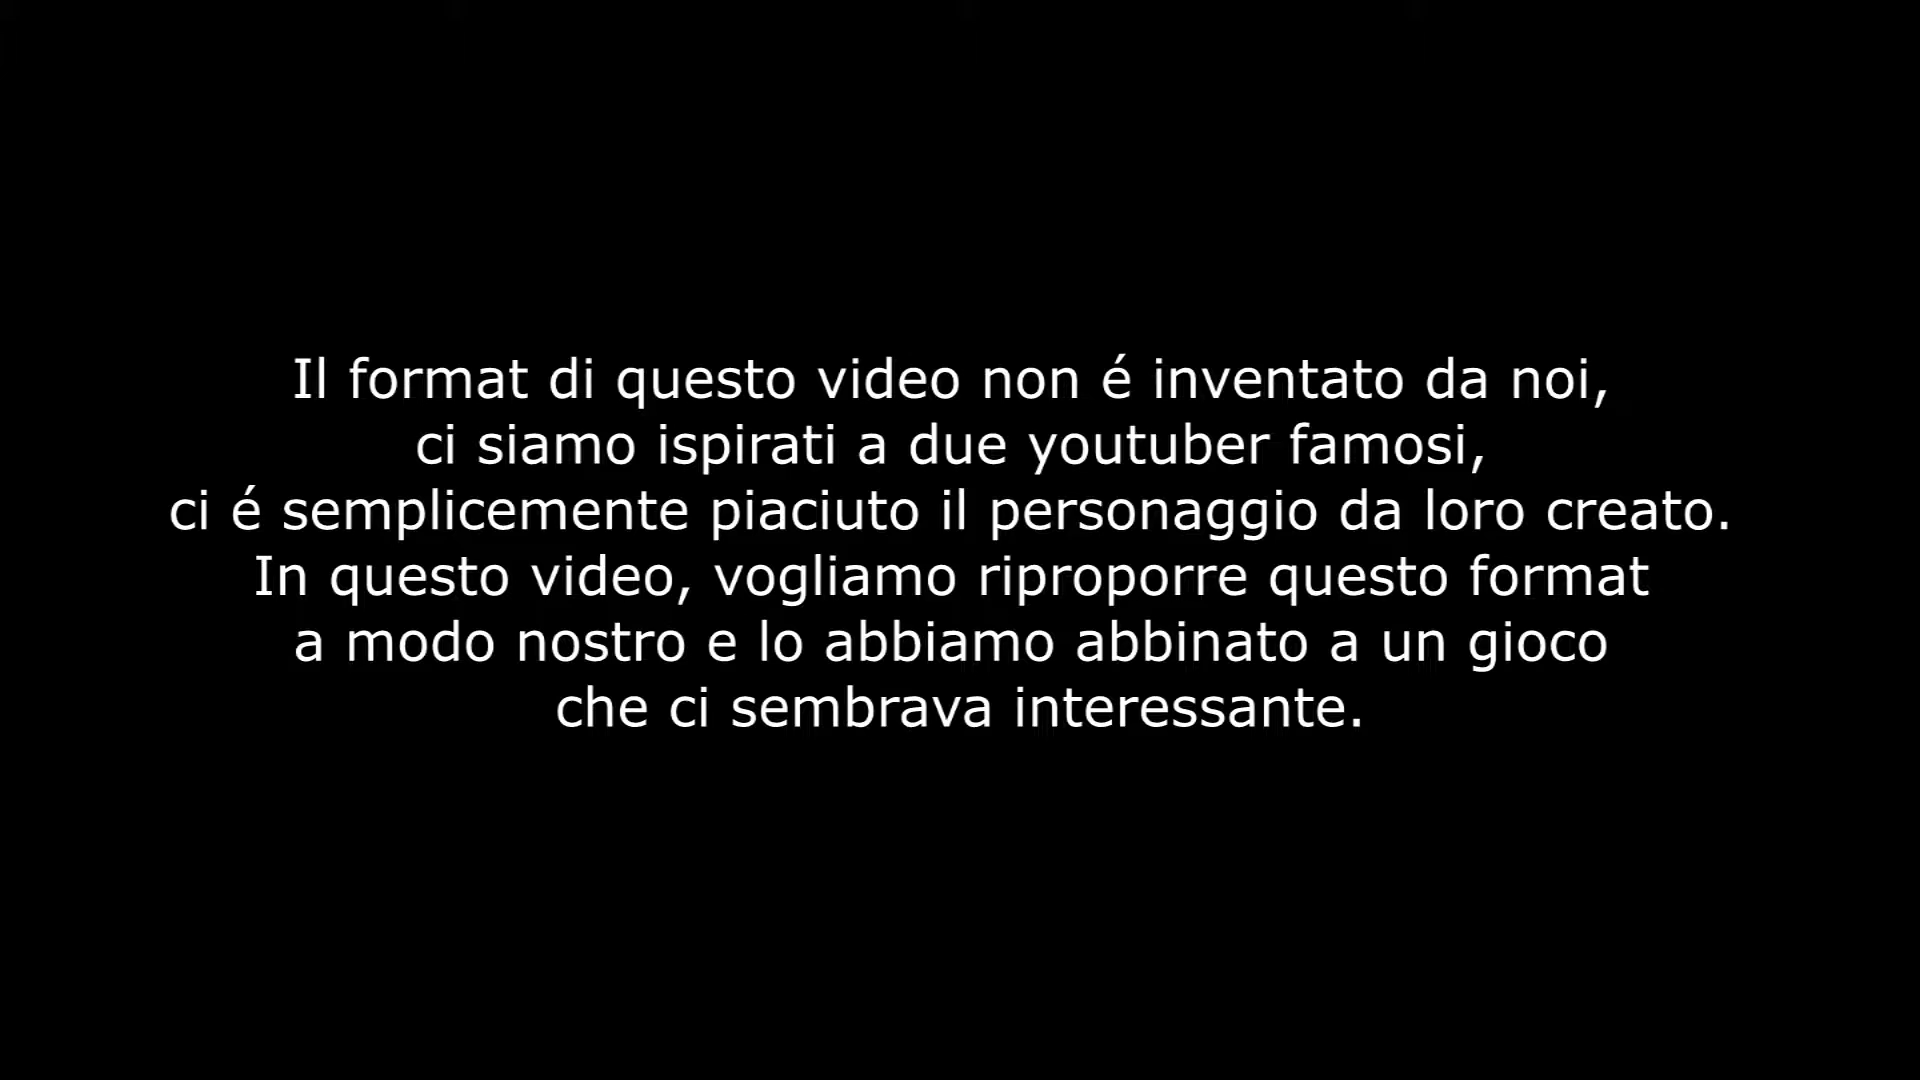 Il format di questo video non é inventato da noi,
ci siamo ispirati a due youtuber famosi,
ci é semplicemente piaciuto il personaggio da loro creato.
In questo video, vogliamo riproporre questo format
a modo nostro e lo abbiamo abbinato a un gioco
che ci sembrava interessante.